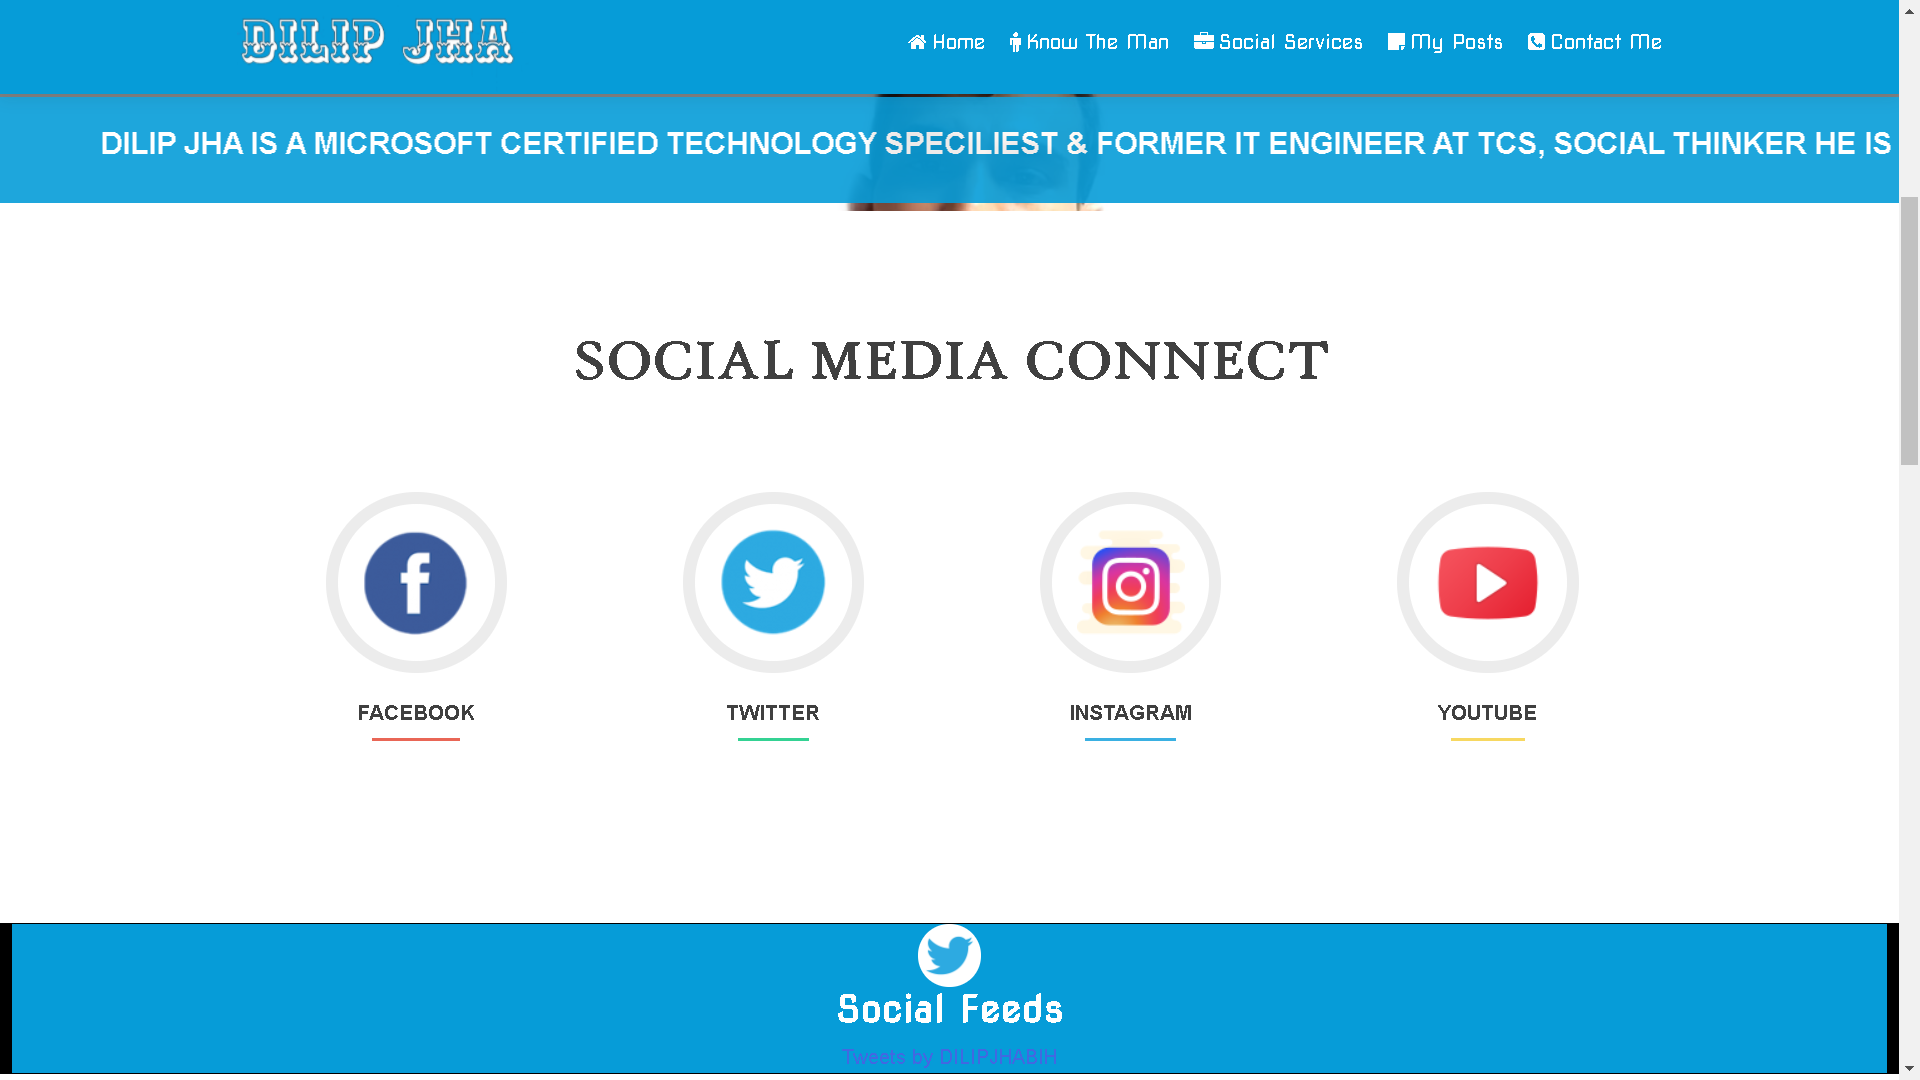 DILIP JHA
Home Know The Man Social Services My Posts Contact Me
DILIP JHA IS A MICROSOFT CERTIFIED TECHNOLOGY SPECILIEST & FORMER IT ENGINEER AT TCS, SOCIAL THINKER HE IS
SOCIAL MEDIA CONNECT
FACEBOOK TWITTER INSTAGRAM YOUTUBE
Social Feeds
Tweets by DILIPJHABIH